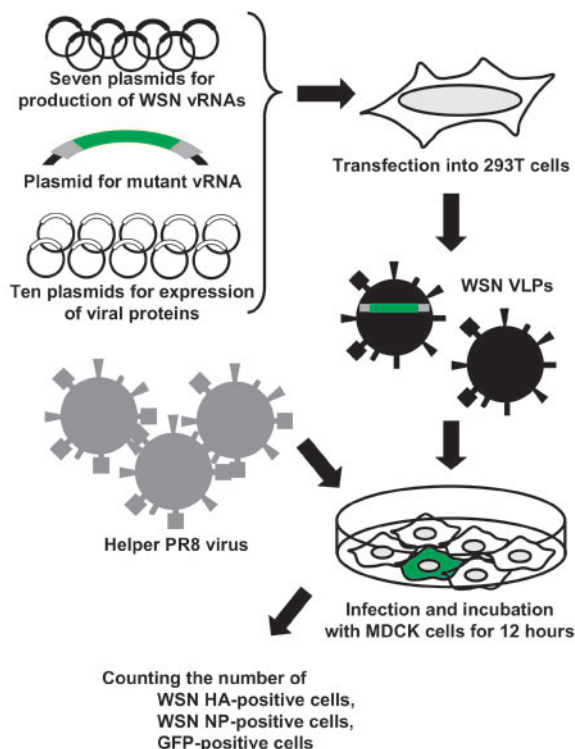 Seven plasmids for
production of WSN vRNAs
Plasmid for mutant vRNA
Ten plasmids for expression
of viral proteins
Transfection into 293T cells
WSN VLPs
Helper PR8 virus
Infection and incubation
with MDCK cells for 12 hours
Counting the number of
WSN HA-positive cells,
WSN NP-positive cells,
GFP-positive cells